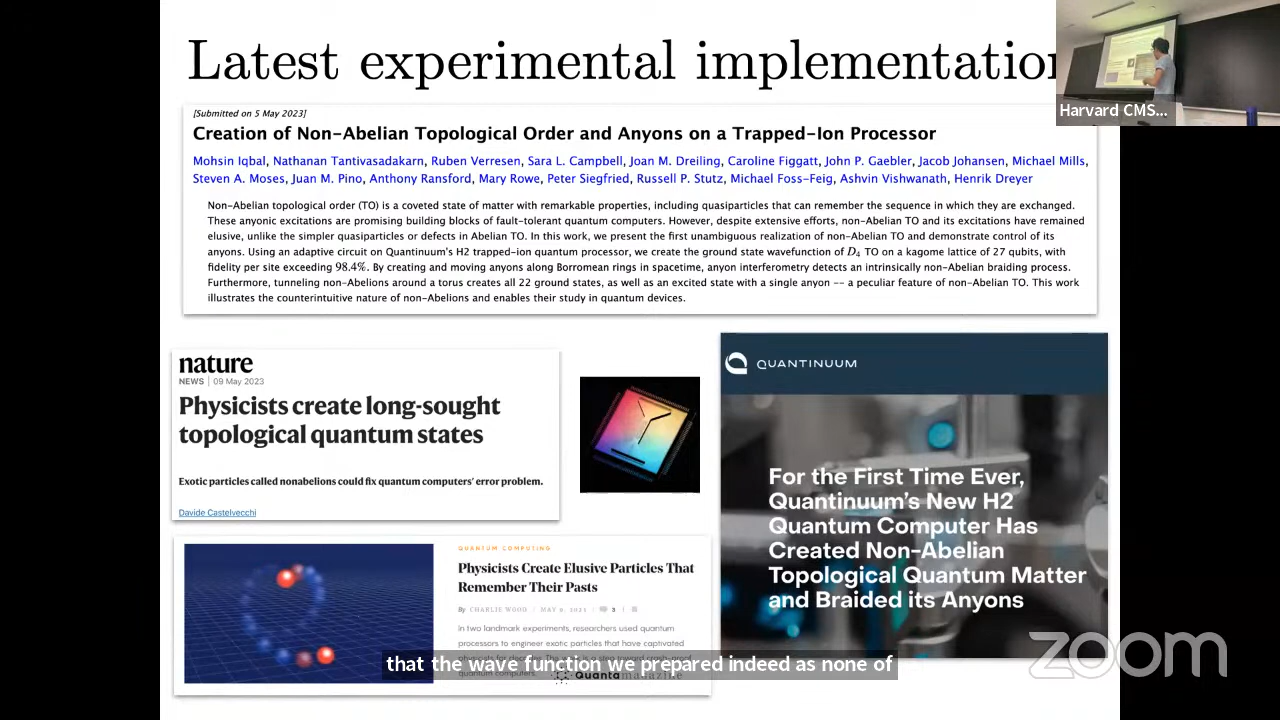 Latest experimental implementation
Harvard CMS...
[Submitted on 5 May 2023]
Creation of Non-Abelian Topological Order and Anyons on a Trapped-Ion Processor
Mohsin Iqbal, Nathanan Tantivasadakarn, Ruben Verresen, Sara L. Campbell, Joan M. Dreiling, Caroline Figgatt, John P. Gaebler, Jacob Johansen, Michael Mills,
Steven A. Moses, Juan M. Pino, Anthony Ransford, Mary Rowe, Peter Siegfried, Russell P. Stutz, Michael Foss-Feig, Ashvin Vishwanath, Henrik Dreyer
Non-Abelian topological order (TO) is a coveted state of matter with remarkable properties, including quasiparticles that can remember the sequence in which they are exchanged.
These anyonic excitations are promising building blocks of fault-tolerant quantum computers. However, despite extensive efforts, non-Abelian TO and its excitations have remained
elusive, unlike the simpler quasiparticles or defects in Abelian TO. In this work, we present the first unambiguous realization of non-Abelian TO and demonstrate control of its
anyons. Using an adaptive circuit on Quantinuum's H2 trapped-ion quantum processor, we create the ground state wavefunction of D₄ TO on a kagome lattice of 27 qubits, with
fidelity per site exceeding 98.4%. By creating and moving anyons along Borromean rings in spacetime, anyon interferometry detects an intrinsically non-Abelian braiding process.
Furthermore, tunneling non-Abelions around a torus creates all 22 ground states, as well as an excited state with a single anyon -- a peculiar feature of non-Abelian TO. This work
illustrates the counterintuitive nature of non-Abelions and enables their study in quantum devices.
nature
NEWS | 09 May 2023
Physicists create long-sought
topological quantum states
Exotic particles called nonabelions could fix quantum computers' error problem.
Davide Castelvecchi
QUANTINUUM
For the First Time Ever,
Quantinuum's New H2
Quantum Computer Has
Created Non-Abelian
Topological Quantum Matter
and Braided its Anyons
QUANTUM COMPUTING
Physicists Create Elusive Particles That
Remember Their Pasts
By CHARLIE WOOD | MAY 9, 2023 | 3
In two landmark experiments, researchers used quantum
processors to engineer exotic particles that have captivated
quantum computers.
Quantamagazine
that the wave function we prepared indeed as none of
zoom